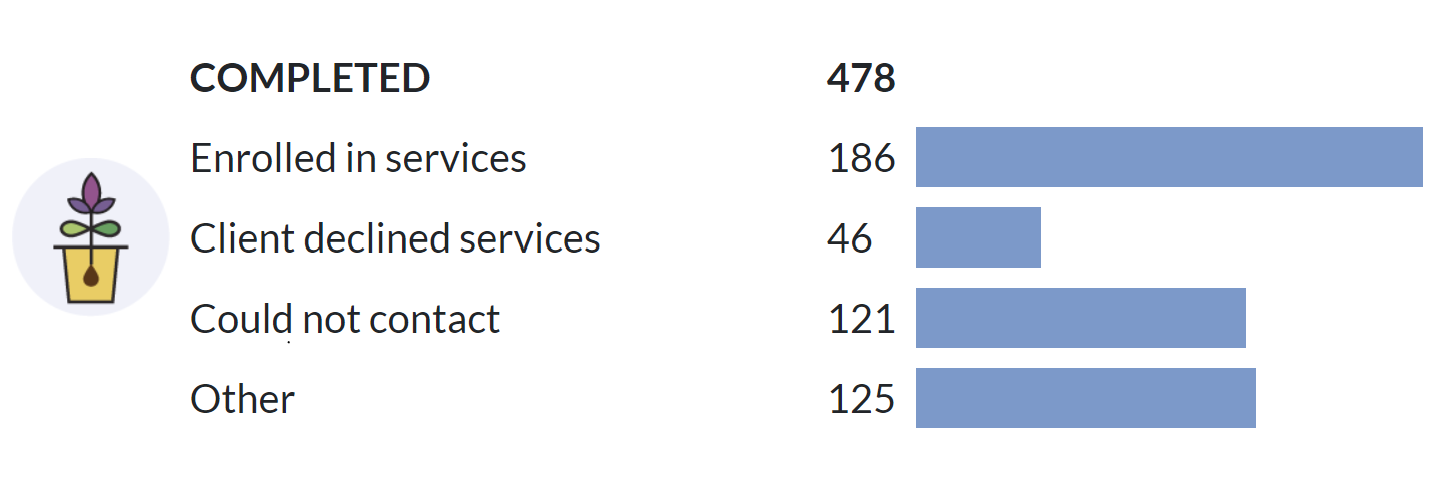 COMPLETED 478
Enrolled in services 186
Client declined services 46
Could not contact 121
Other 125